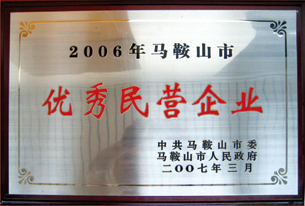 2006年马鞍山市
优秀民营企业
中共马鞍山市委
马鞍山市人民政府
二〇〇七年三月